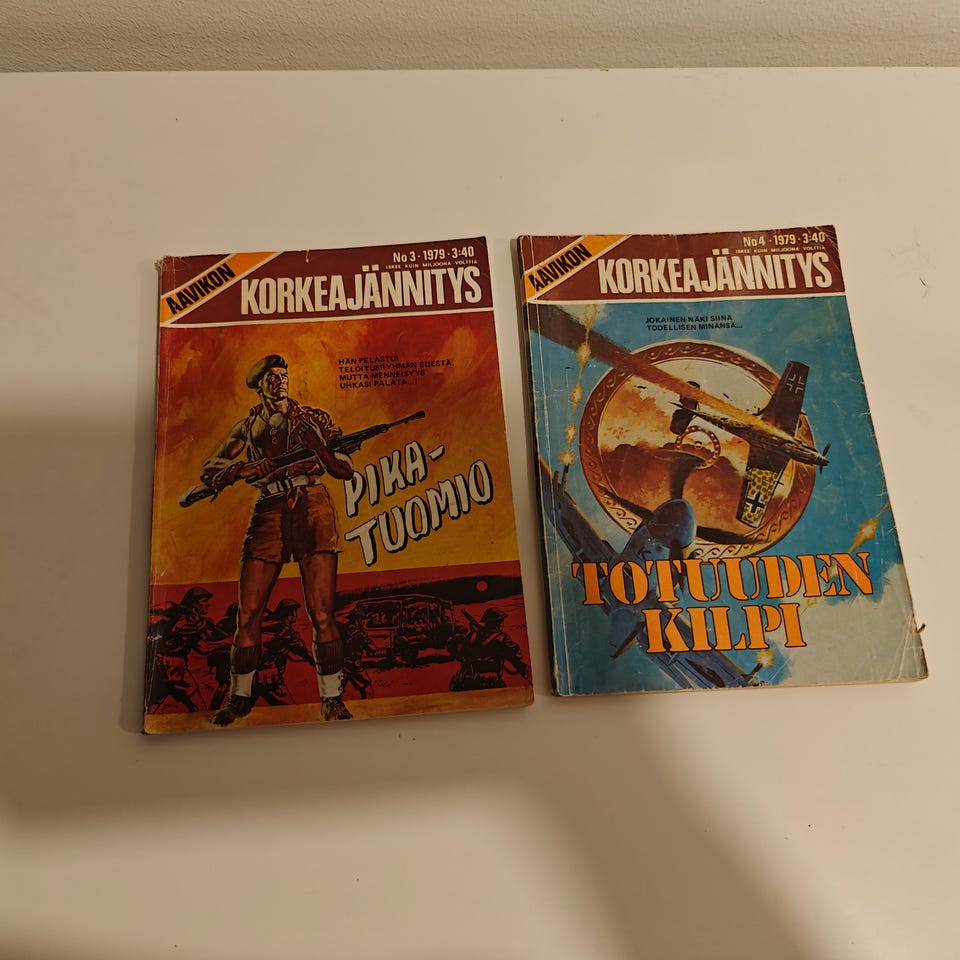 AAVIKON
No 3 · 1979 · 3:40
ISKEE KUIN MILJOONA VOLTTIA
KORKEAJÄNNITYS
HÄN PELASTUI
TELOITUSRYHMÄN EDESTÄ,
MUTTA MENNEISYYS
UHKASI PALATA...!
PIKA-
TUOMIO
AAVIKON
No 4 · 1979 · 3:40
ISKEE KUIN MILJOONA VOLTTIA
KORKEAJÄNNITYS
JOKAINEN NÄKI SIINÄ
TODELLISEN MINÄNSÄ...
TOTUUDEN
KILPI